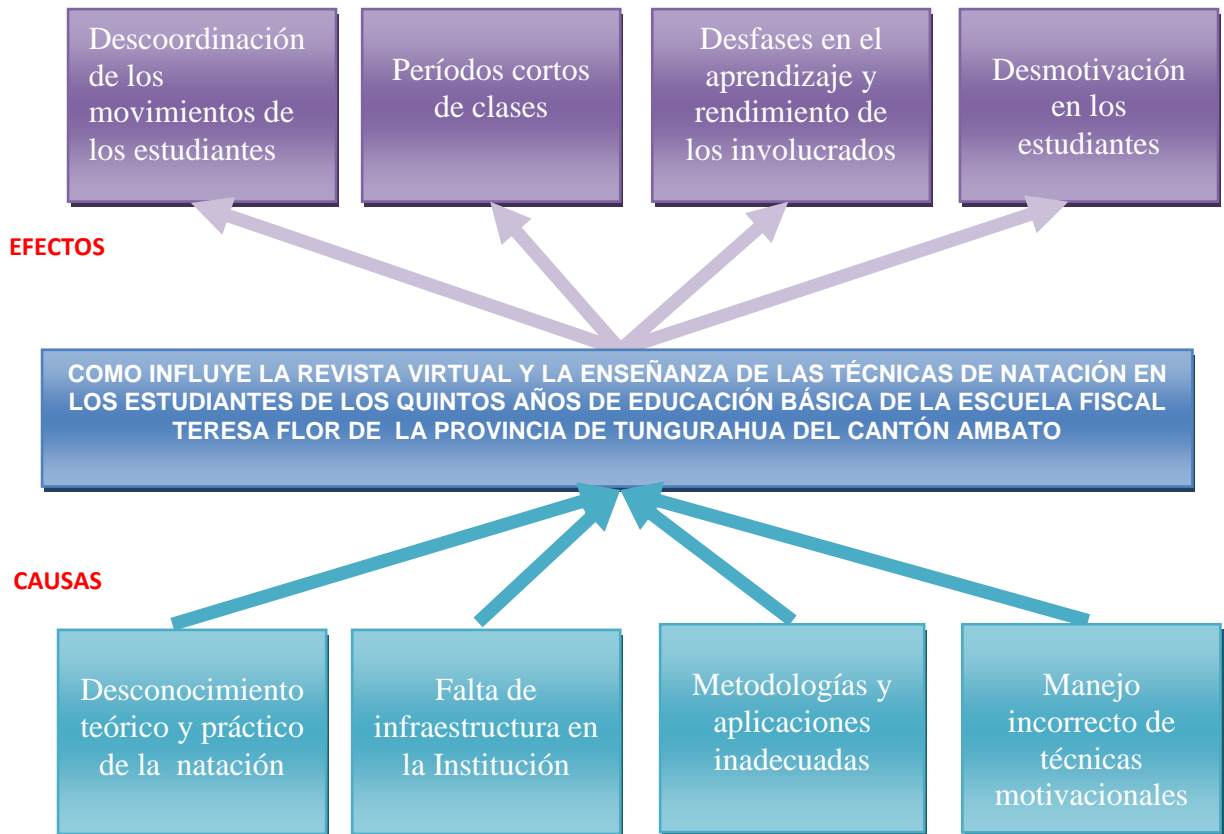 Descoordinación
de los
movimientos de
los estudiantes
Períodos cortos
de clases
Desfases en el
aprendizaje y
rendimiento de
los involucrados
Desmotivación
en los
estudiantes
EFECTOS
COMO INFLUYE LA REVISTA VIRTUAL Y LA ENSEÑANZA DE LAS TÉCNICAS DE NATACIÓN EN
LOS ESTUDIANTES DE LOS QUINTOS AÑOS DE EDUCACIÓN BÁSICA DE LA ESCUELA FISCAL
TERESA FLOR DE LA PROVINCIA DE TUNGURAHUA DEL CANTÓN AMBATO
CAUSAS
Desconocimiento
teórico y práctico
de la natación
Falta de
infraestructura en
la Institución
Metodologías y
aplicaciones
inadecuadas
Manejo
incorrecto de
técnicas
motivacionales